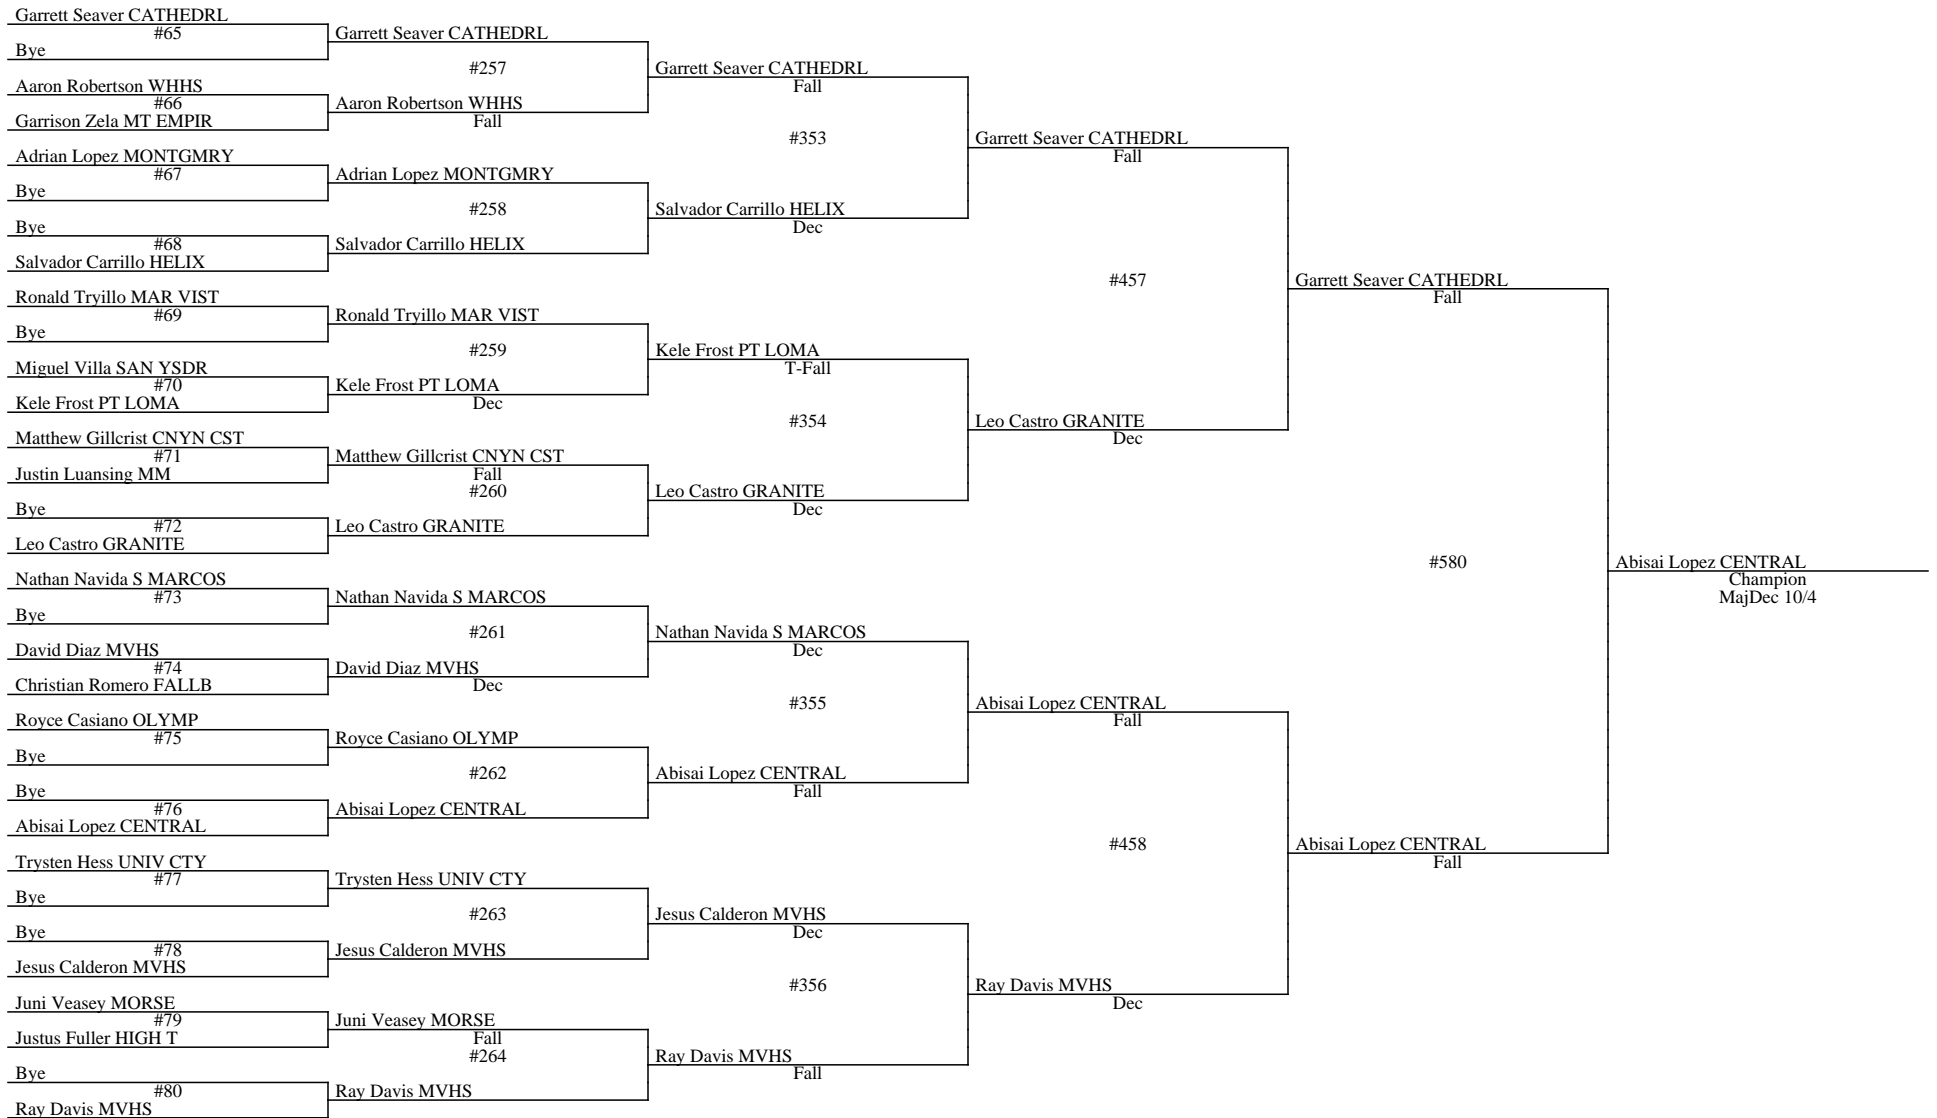 Garrett Seaver CATHEDRL
#65
Bye
Aaron Robertson WHHS
#66
Garrison Zela MT EMPIR
Adrian Lopez MONTGMRY
#67
Bye
Bye
#68
Salvador Carrillo HELIX
Ronald Tryillo MAR VIST
#69
Bye
Miguel Villa SAN YSDR
#70
Kele Frost PT LOMA
Matthew Gillcrist CNYN CST
#71
Justin Luansing MM
Bye
#72
Leo Castro GRANITE
Nathan Navida S MARCOS
#73
Bye
David Diaz MVHS
#74
Christian Romero FALLB
Royce Casiano OLYMP
#75
Bye
Bye
#76
Abisai Lopez CENTRAL
Trysten Hess UNIV CTY
#77
Bye
Bye
#78
Jesus Calderon MVHS
Juni Veasey MORSE
#79
Justus Fuller HIGH T
Bye
#80
Ray Davis MVHS
Garrett Seaver CATHEDRL
#257
Aaron Robertson WHHS
Fall
Adrian Lopez MONTGMRY
#258
Salvador Carrillo HELIX
Ronald Tryillo MAR VIST
#259
Kele Frost PT LOMA
Dec
Matthew Gillcrist CNYN CST
Fall
#260
Leo Castro GRANITE
Nathan Navida S MARCOS
#261
David Diaz MVHS
Dec
Royce Casiano OLYMP
#262
Abisai Lopez CENTRAL
Trysten Hess UNIV CTY
#263
Jesus Calderon MVHS
Juni Veasey MORSE
Fall
#264
Ray Davis MVHS
Garrett Seaver CATHEDRL
Fall
#353
Salvador Carrillo HELIX
Dec
Kele Frost PT LOMA
T-Fall
#354
Leo Castro GRANITE
Dec
Nathan Navida S MARCOS
Dec
#355
Abisai Lopez CENTRAL
Fall
Jesus Calderon MVHS
Dec
#356
Ray Davis MVHS
Fall
Garrett Seaver CATHEDRL
Fall
#457
Leo Castro GRANITE
Dec
Abisai Lopez CENTRAL
Fall
#458
Ray Davis MVHS
Dec
Garrett Seaver CATHEDRL
Fall
#580
Abisai Lopez CENTRAL
Fall
Abisai Lopez CENTRAL
Champion
MajDec 10/4